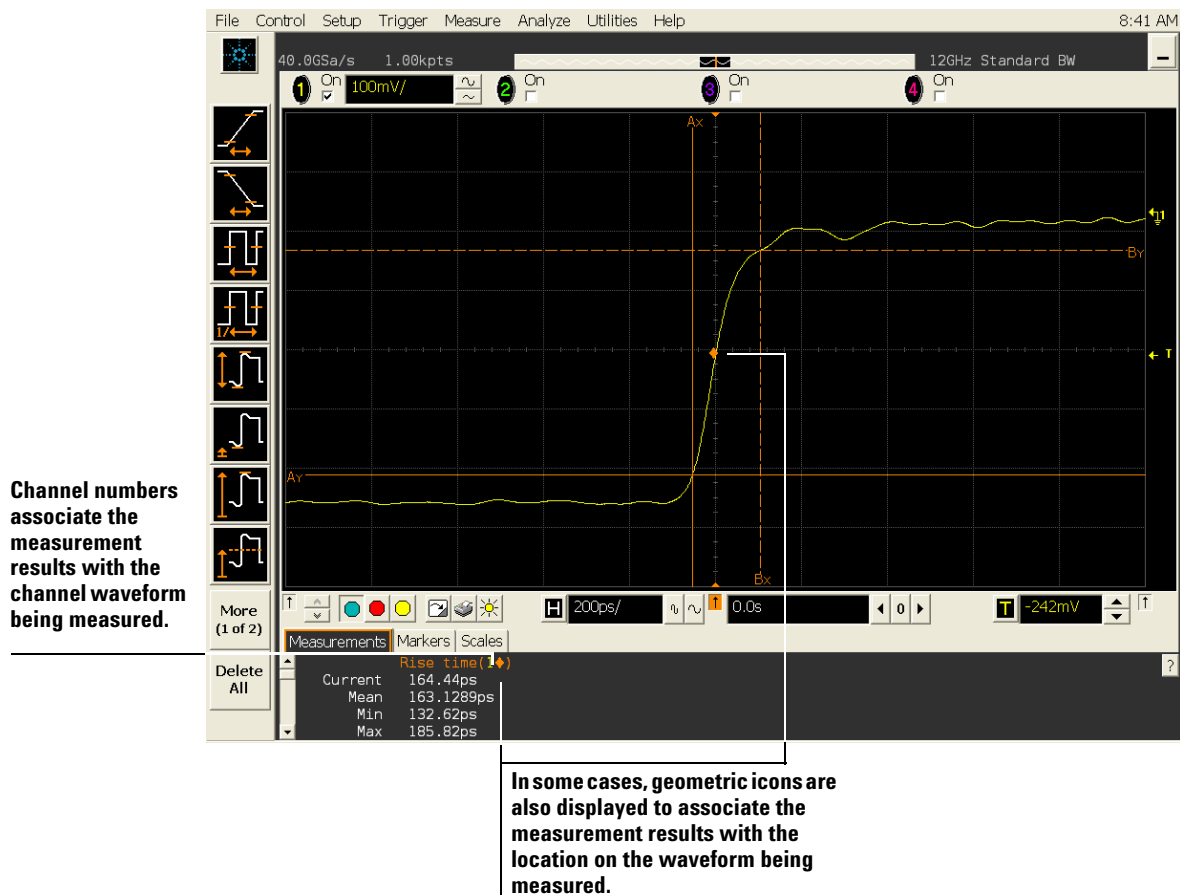 File Control Setup Trigger Measure Analyze Utilities Help 8:41 AM
40.0GSa/s 1.00kpts 12GHz Standard BW
1 On 100mV/ 2 On 3 On 4 On
Ax
1
By
T
Ay
Bx
1/
Channel numbers
associate the
measurement
results with the
channel waveform
being measured.
More
(1 of 2)
Delete
All
H 200ps/ 0.0s 0 T -242mV
Measurements Markers Scales
Rise time(1♦)
?
Current 164.44ps
Mean 163.1289ps
Min 132.62ps
Max 185.82ps
In some cases, geometric icons are
also displayed to associate the
measurement results with the
location on the waveform being
measured.